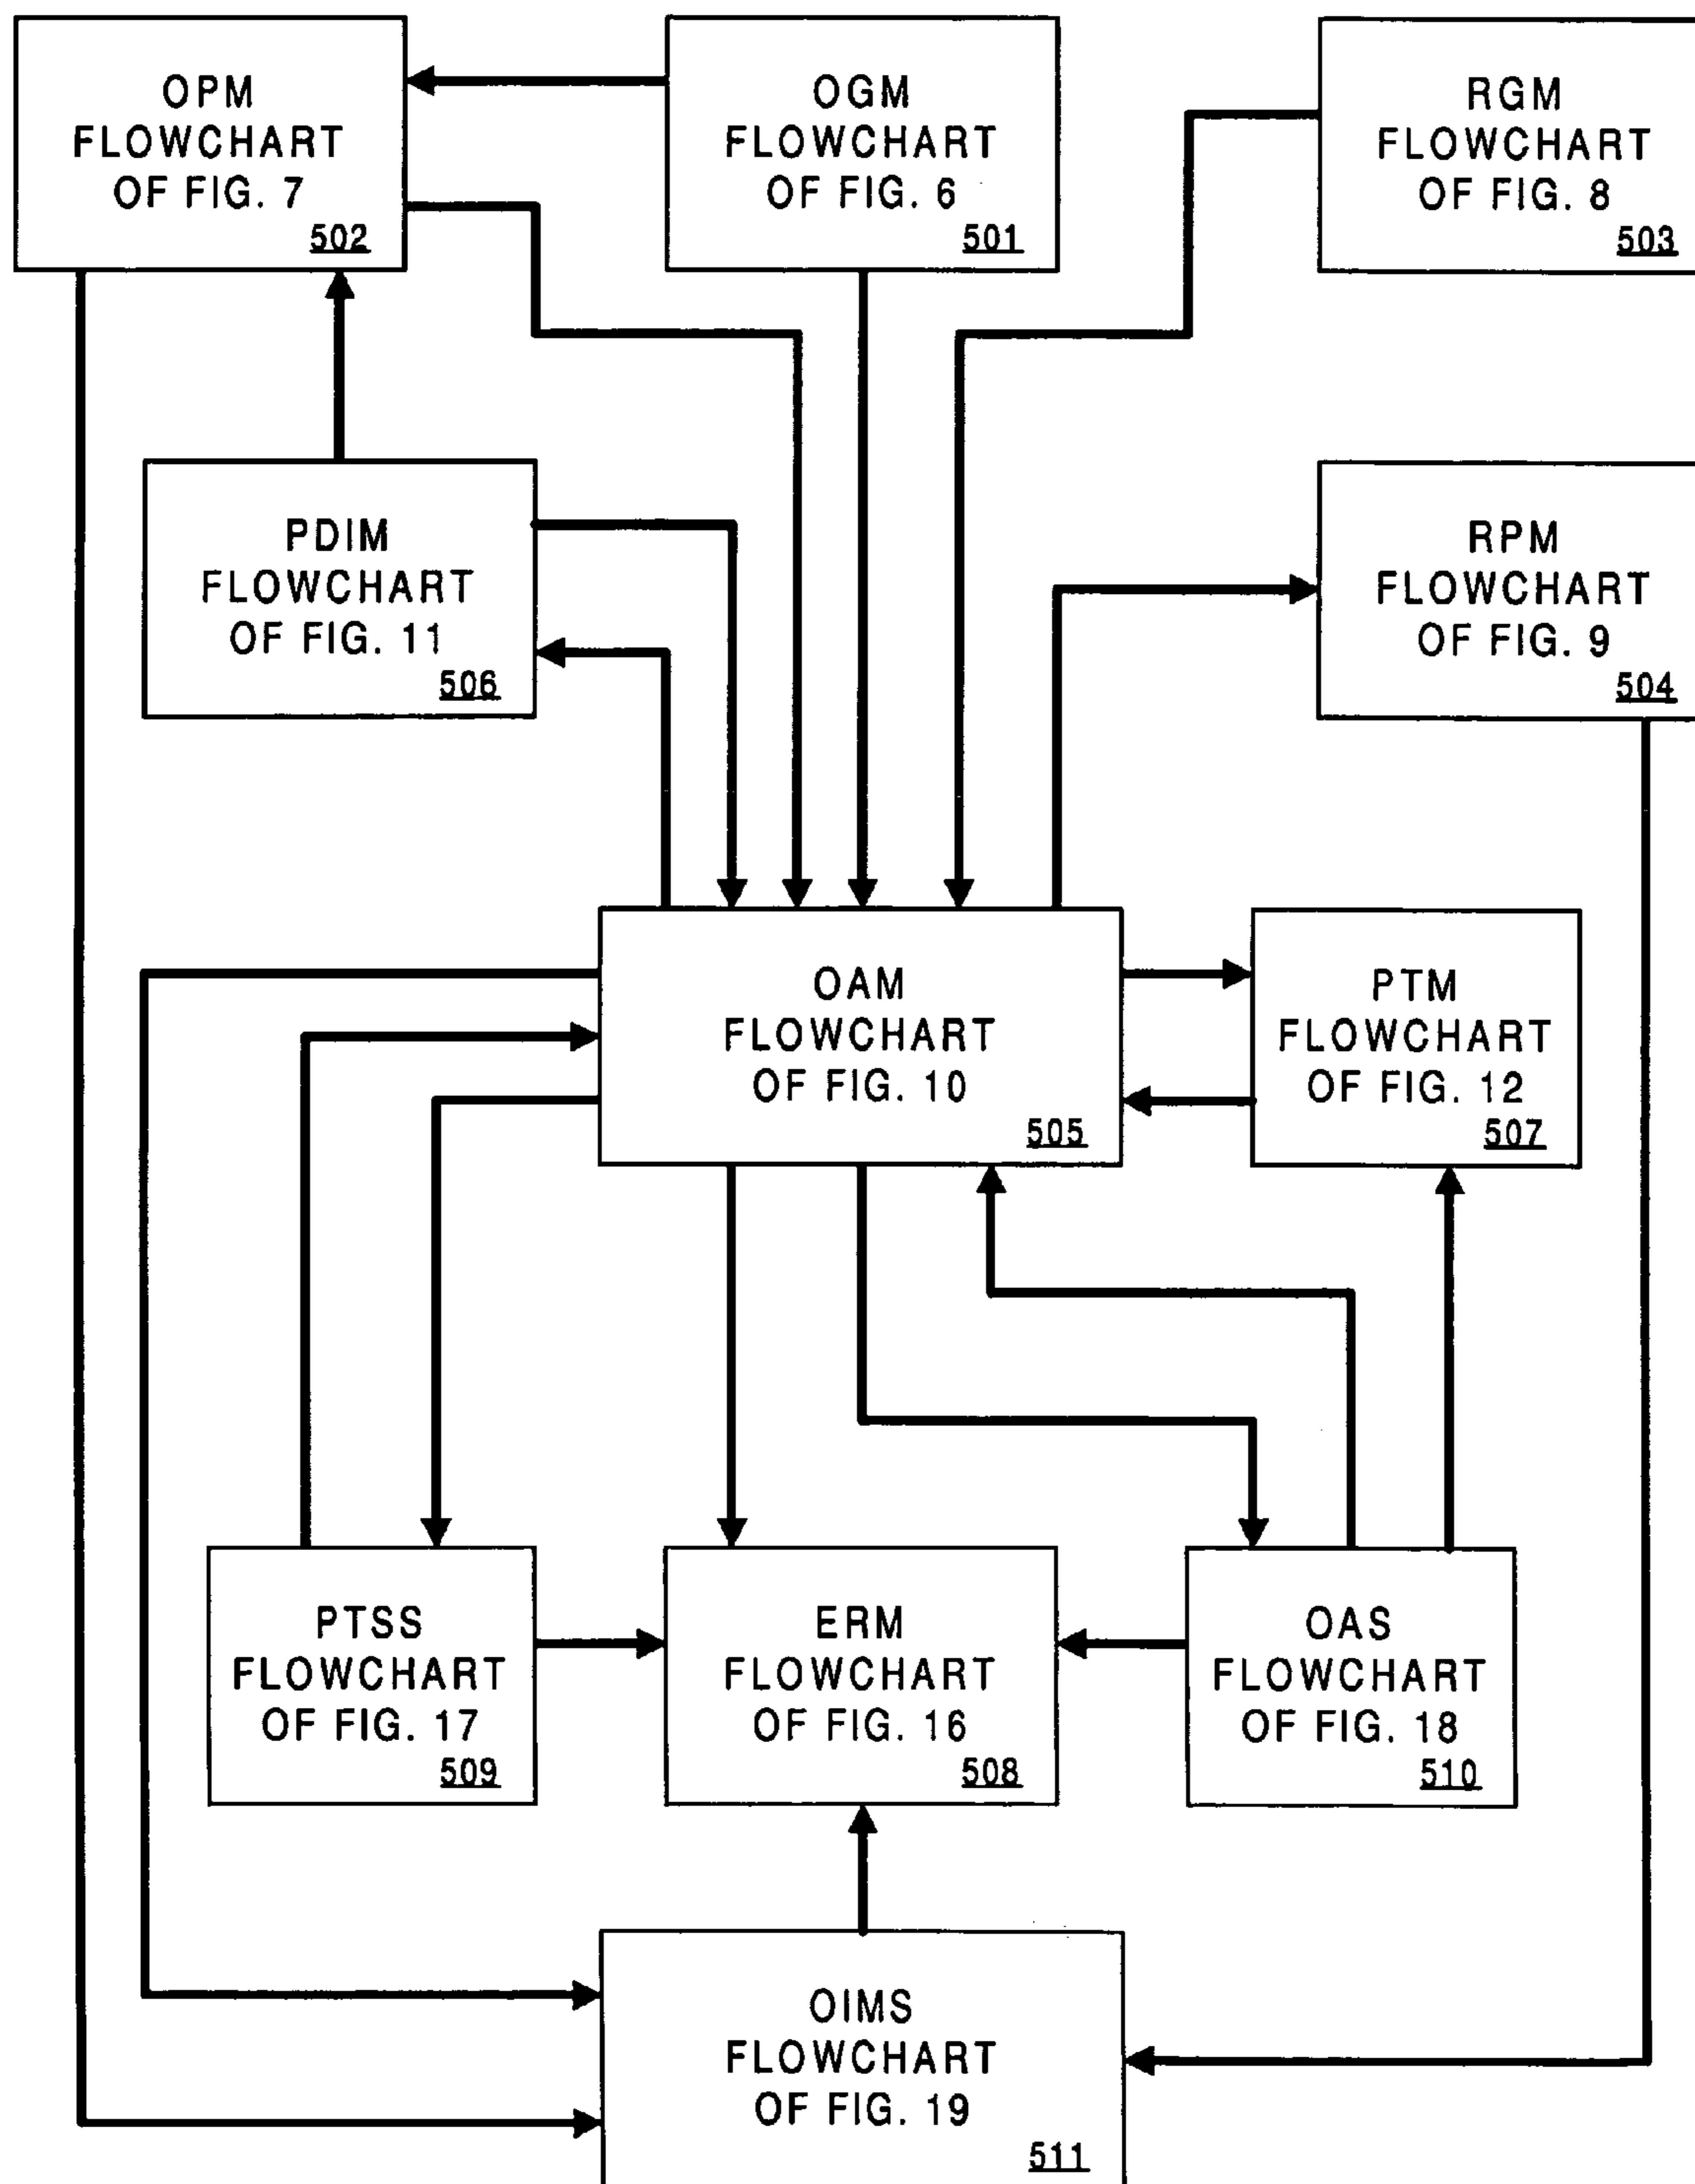 OPM
FLOWCHART
OF FIG. 7
502
OGM
FLOWCHART
OF FIG. 6
501
RGM
FLOWCHART
OF FIG. 8
503
PDIM
FLOWCHART
OF FIG. 11
506
RPM
FLOWCHART
OF FIG. 9
504
OAM
FLOWCHART
OF FIG. 10
505
PTM
FLOWCHART
OF FIG. 12
507
PTSS
FLOWCHART
OF FIG. 17
509
ERM
FLOWCHART
OF FIG. 16
508
OAS
FLOWCHART
OF FIG. 18
510
OIMS
FLOWCHART
OF FIG. 19
511